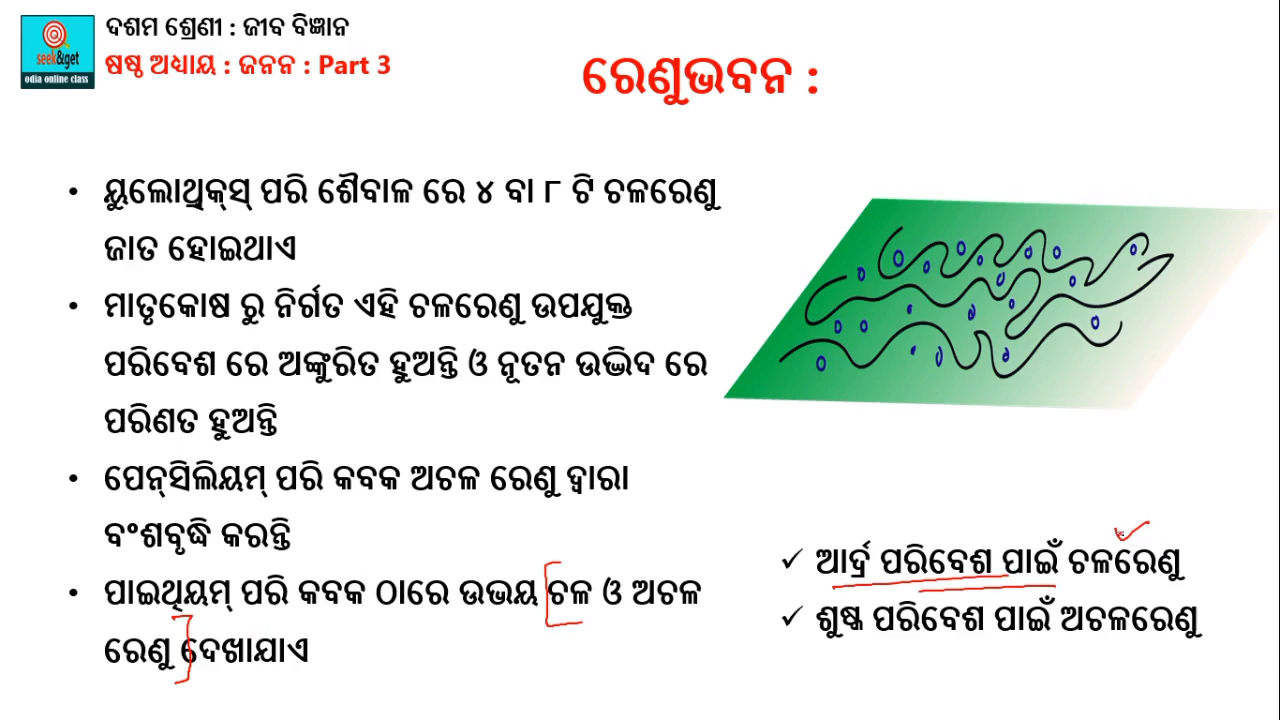 seek&get
odia online class
ଦଶମ ଶ୍ରେଣୀ : ଜୀବ ବିଜ୍ଞାନ
ଷଷ୍ଠ ଅଧ୍ୟାୟ : ଜନନ : Part 3
ରେଣୁଭବନ :
• ୟୁଲୋଥ୍ରିକ୍ସ୍ ପରି ଶୈବାଳ ରେ ୪ ବା ୮ ଟି ଚଳରେଣୁ
ଜାତ ହୋଇଥାଏ
• ମାତୃକୋଷ ରୁ ନିର୍ଗତ ଏହି ଚଳରେଣୁ ଉପଯୁକ୍ତ
ପରିବେଶ ରେ ଅଙ୍କୁରିତ ହୁଅନ୍ତି ଓ ନୂତନ ଉଦ୍ଭିଦ ରେ
ପରିଣତ ହୁଅନ୍ତି
• ପେନ୍‌ସିଲିୟମ୍ ପରି କବକ ଅଚଳ ରେଣୁ ଦ୍ୱାରା
ବଂଶବୃଦ୍ଧି କରନ୍ତି
• ପାଇଥିୟମ୍ ପରି କବକ ଠାରେ ଉଭୟ ଚଳ ଓ ଅଚଳ
ରେଣୁ ଦେଖାଯାଏ
✓ ଆର୍ଦ୍ର ପରିବେଶ ପାଇଁ ଚଳରେଣୁ
✓ ଶୁଷ୍କ ପରିବେଶ ପାଇଁ ଅଚଳରେଣୁ